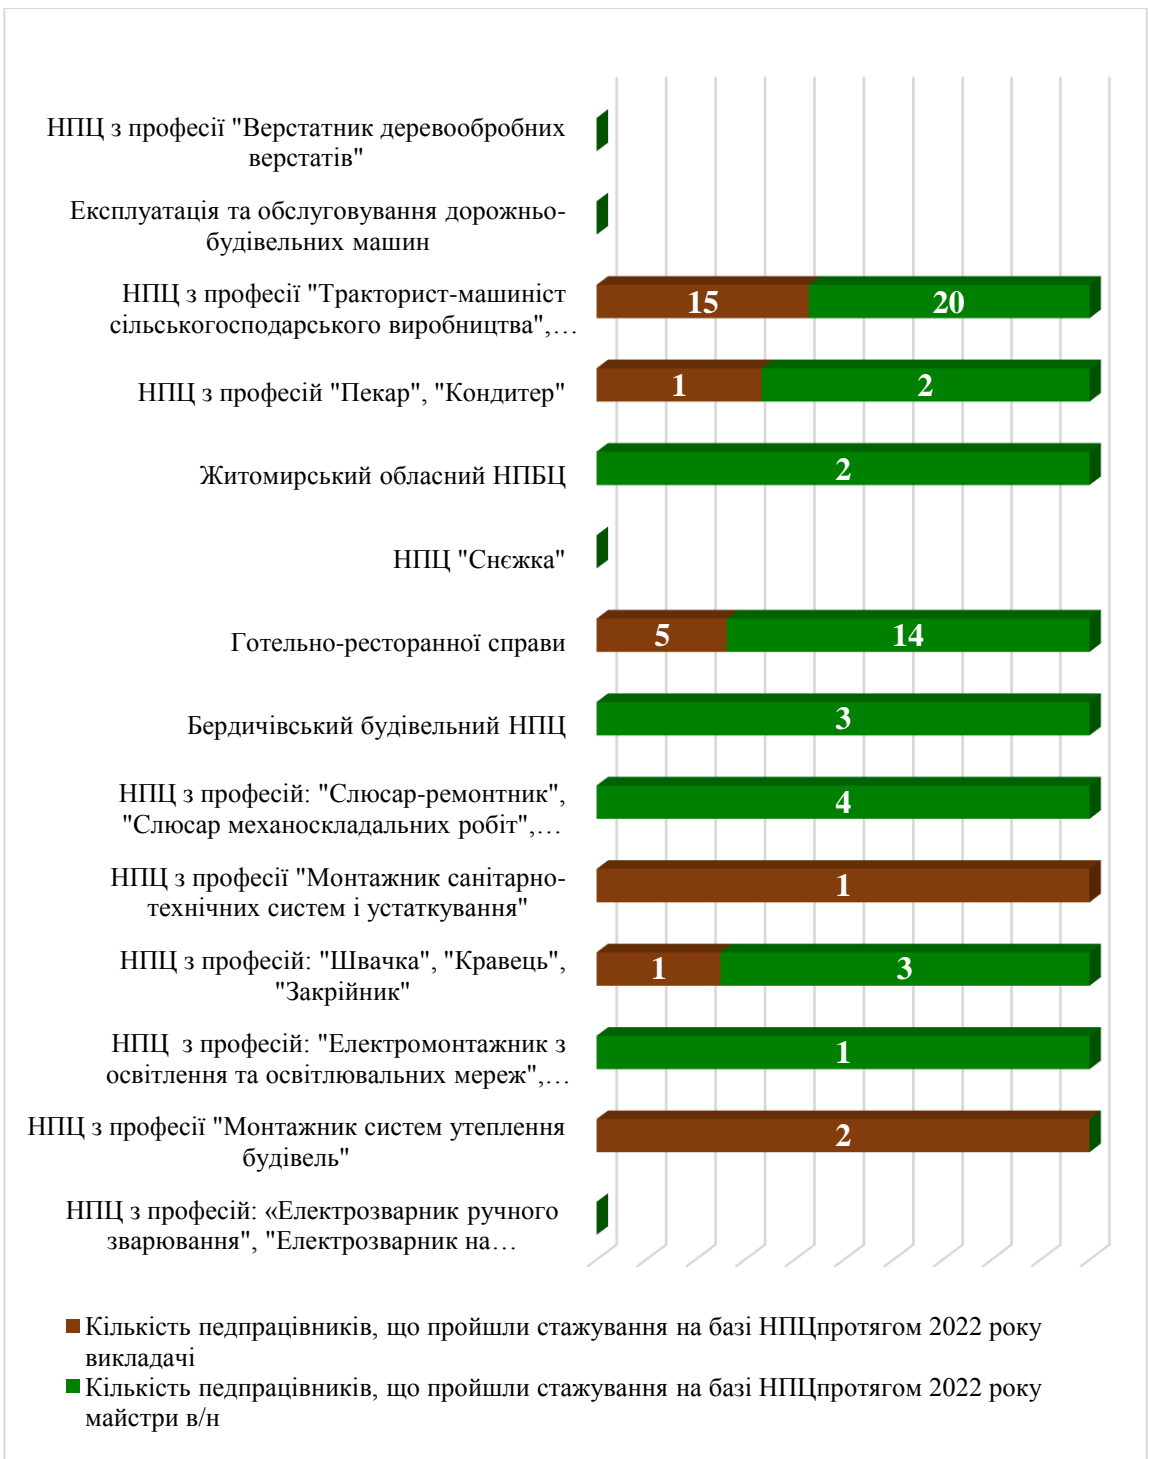 НПЦ з професії "Верстатник деревообробних
верстатів"
Експлуатація та обслуговування дорожньо-
будівельних машин
НПЦ з професії "Тракторист-машиніст
сільськогосподарського виробництва",…
15 20
НПЦ з професій "Пекар", "Кондитер"
1 2
Житомирський обласний НПБЦ
2
НПЦ "Снєжка"
Готельно-ресторанної справи
5 14
Бердичівський будівельний НПЦ
3
НПЦ з професій: "Слюсар-ремонтник",
"Слюсар механоскладальних робіт",…
4
НПЦ з професії "Монтажник санітарно-
технічних систем і устаткування"
1
НПЦ з професій: "Швачка", "Кравець",
"Закрійник"
1 3
НПЦ  з професій: "Електромонтажник з
освітлення та освітлювальних мереж",…
1
НПЦ з професії "Монтажник систем утеплення
будівель"
2
НПЦ з професій: «Електрозварник ручного
зварювання", "Електрозварник на…
Кількість педпрацівників, що пройшли стажування на базі НПЦпротягом 2022 року
викладачі
Кількість педпрацівників, що пройшли стажування на базі НПЦпротягом 2022 року
майстри в/н